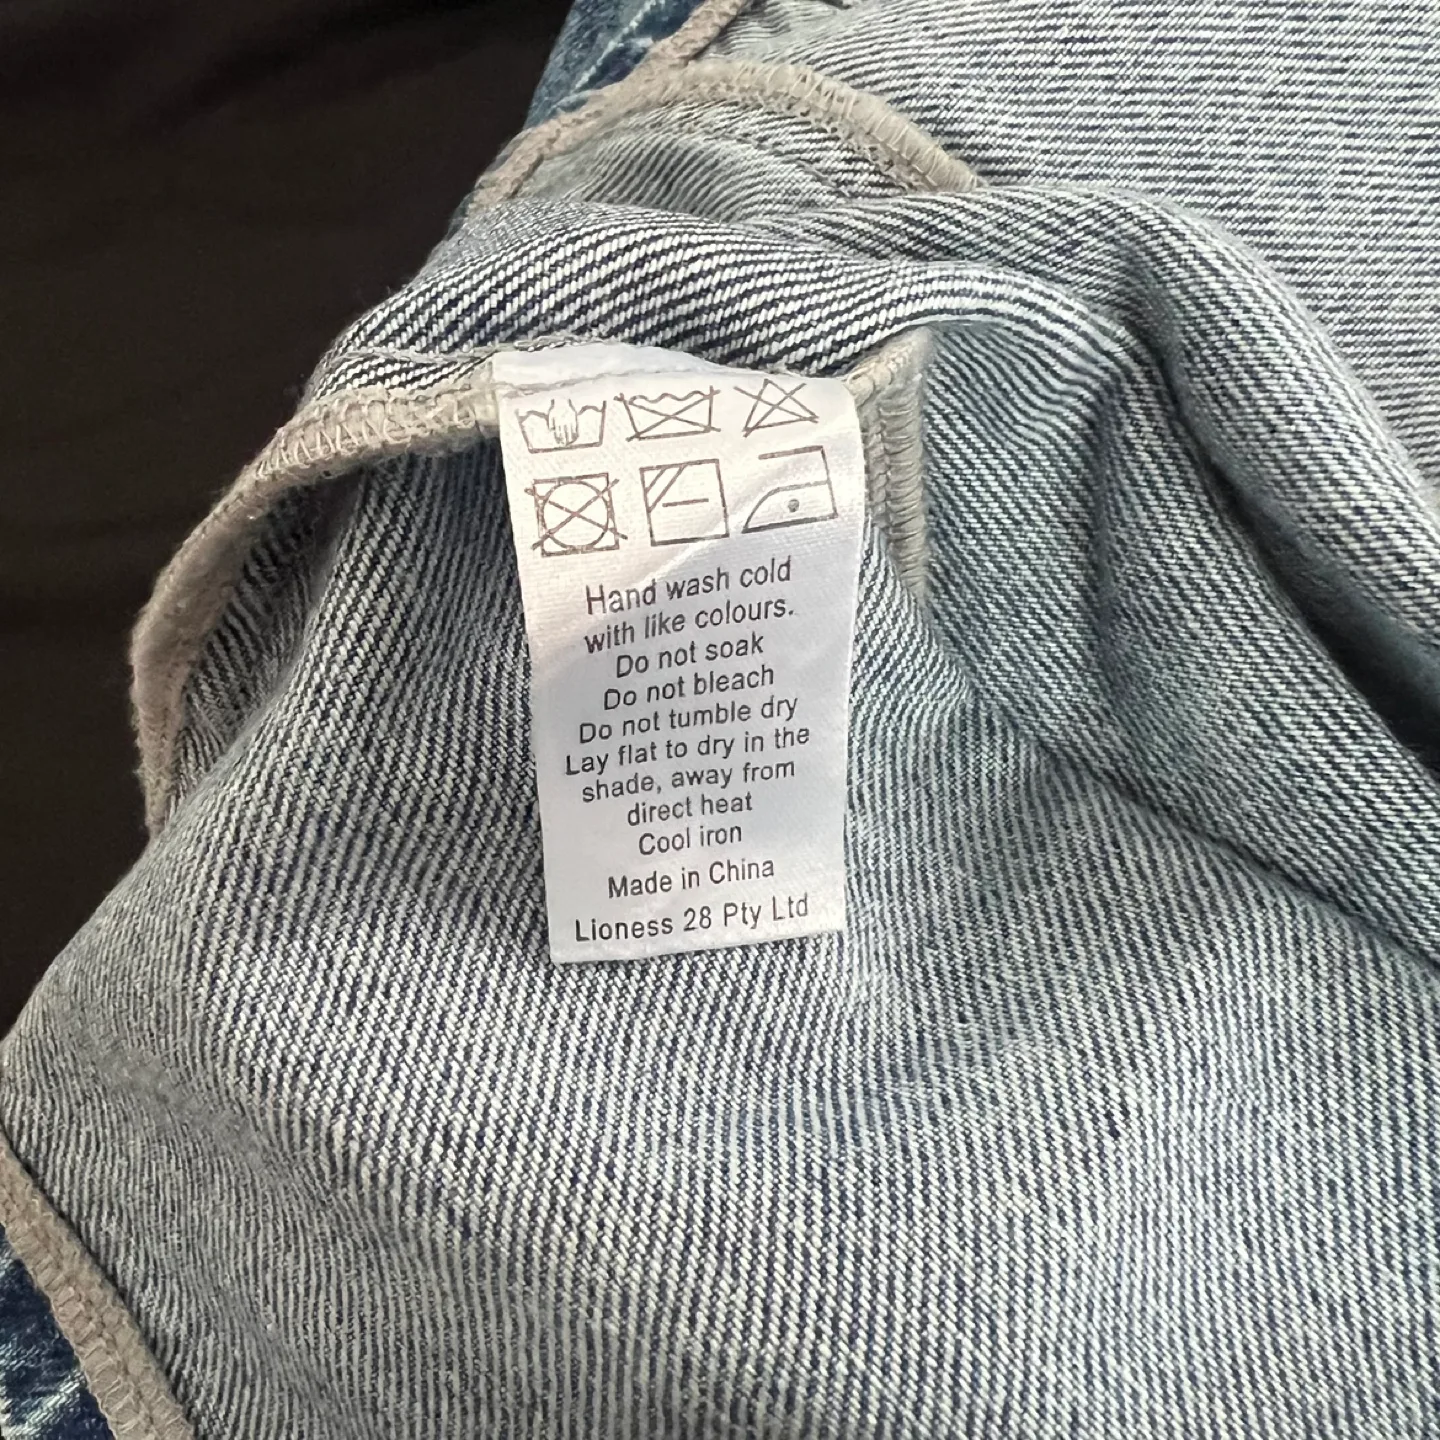 Hand wash cold
with like colours.
Do not soak
Do not bleach
Do not tumble dry
Lay flat to dry in the
shade, away from
direct heat
Cool iron
Made in China
Lioness 28 Pty Ltd